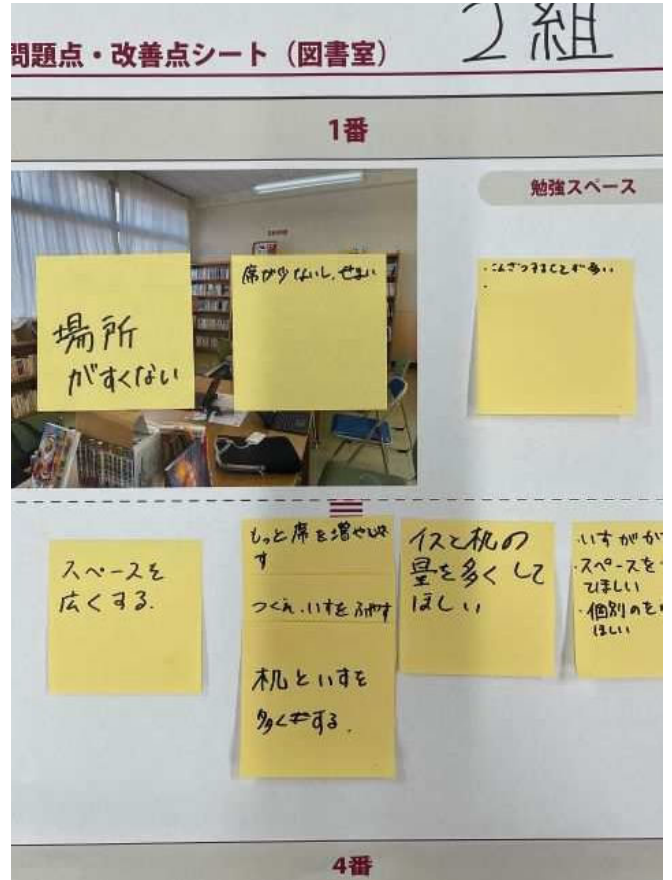 問題点・改善点シート（図書室）
2組
1番
勉強スペース
場所
がすくない
席が少ないし、せまい
・こんざつすることが多い
・
スペースを
広くする.
もっと席を増やしや
す
つくえ、いすをふやす
机といすを
多くする.
イスと机の
量を多くして
ほしい
・いすがか
・スペースを
てほしい
・個別のを
ほしい
4番